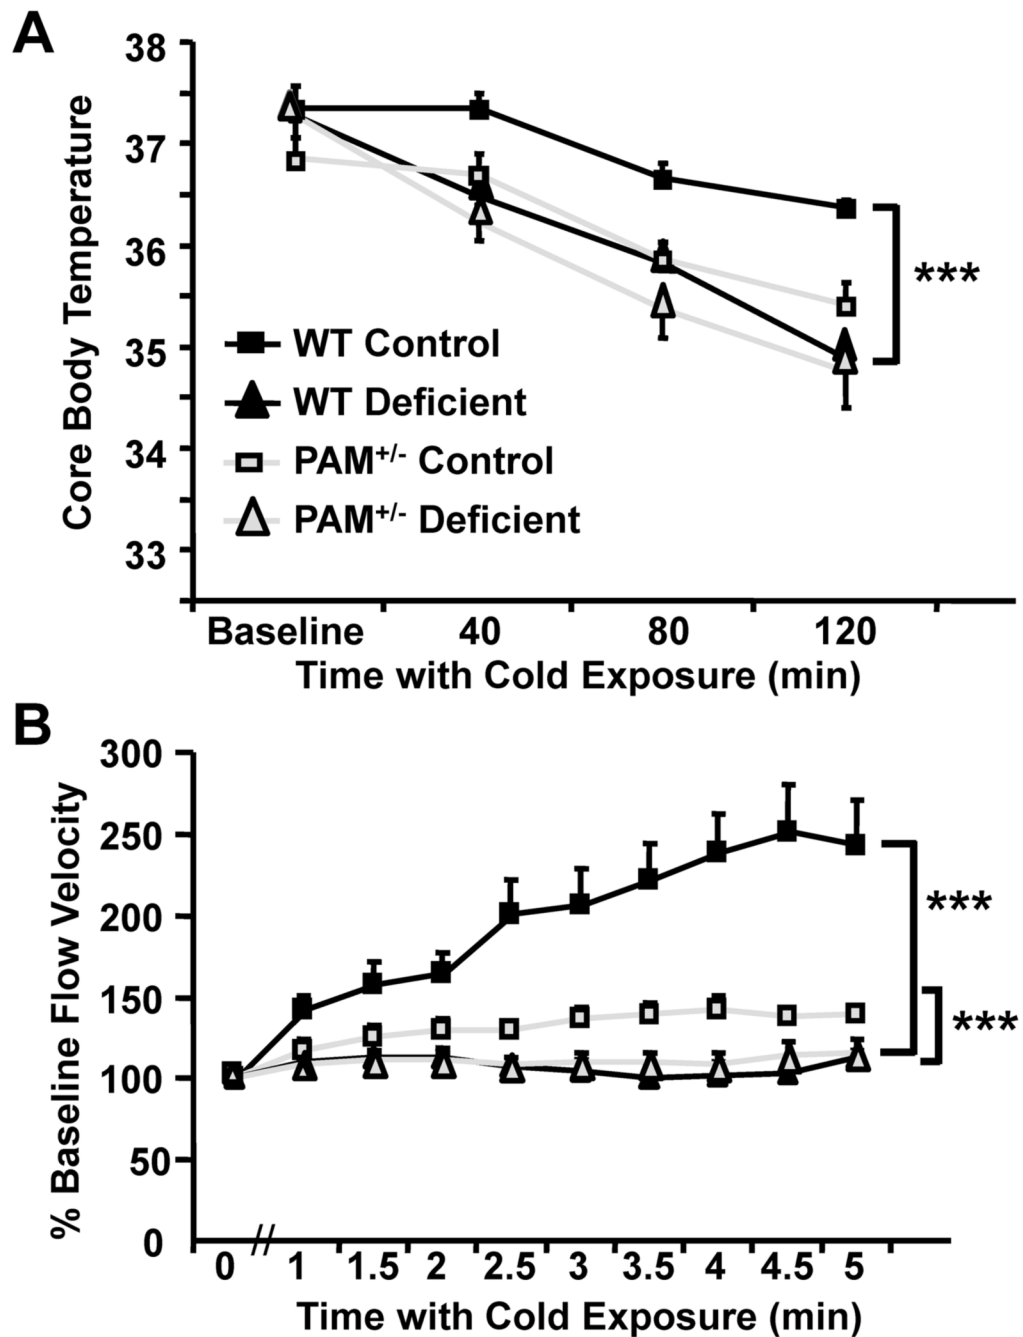 A
38
37
36
35
34
33
Core Body Temperature
WT Control
WT Deficient
PAM+/- Control
PAM+/- Deficient
***
Baseline 40 80 120
Time with Cold Exposure (min)
B
300
250
200
150
100
50
0
% Baseline Flow Velocity
***
***
0 // 1 1.5 2 2.5 3 3.5 4 4.5 5
Time with Cold Exposure (min)